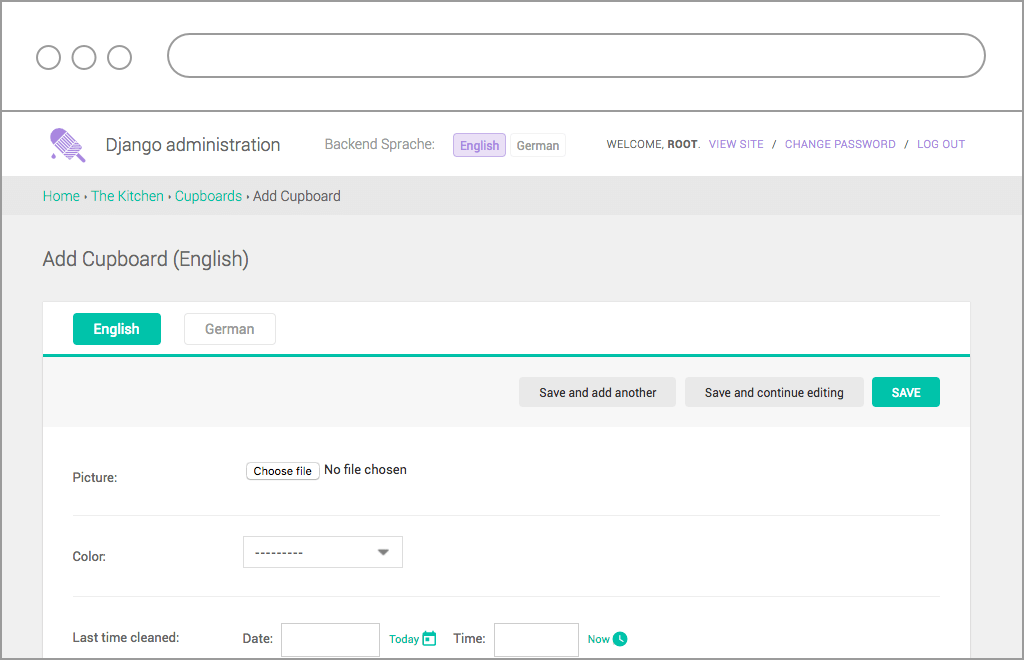 Django administration Backend Sprache: English German WELCOME, ROOT. VIEW SITE / CHANGE PASSWORD / LOG OUT
Home › The Kitchen › Cupboards › Add Cupboard
Add Cupboard (English)
English German
Save and add another Save and continue editing SAVE
Picture: Choose file No file chosen
Color: ---------
Last time cleaned: Date: Today Time: Now